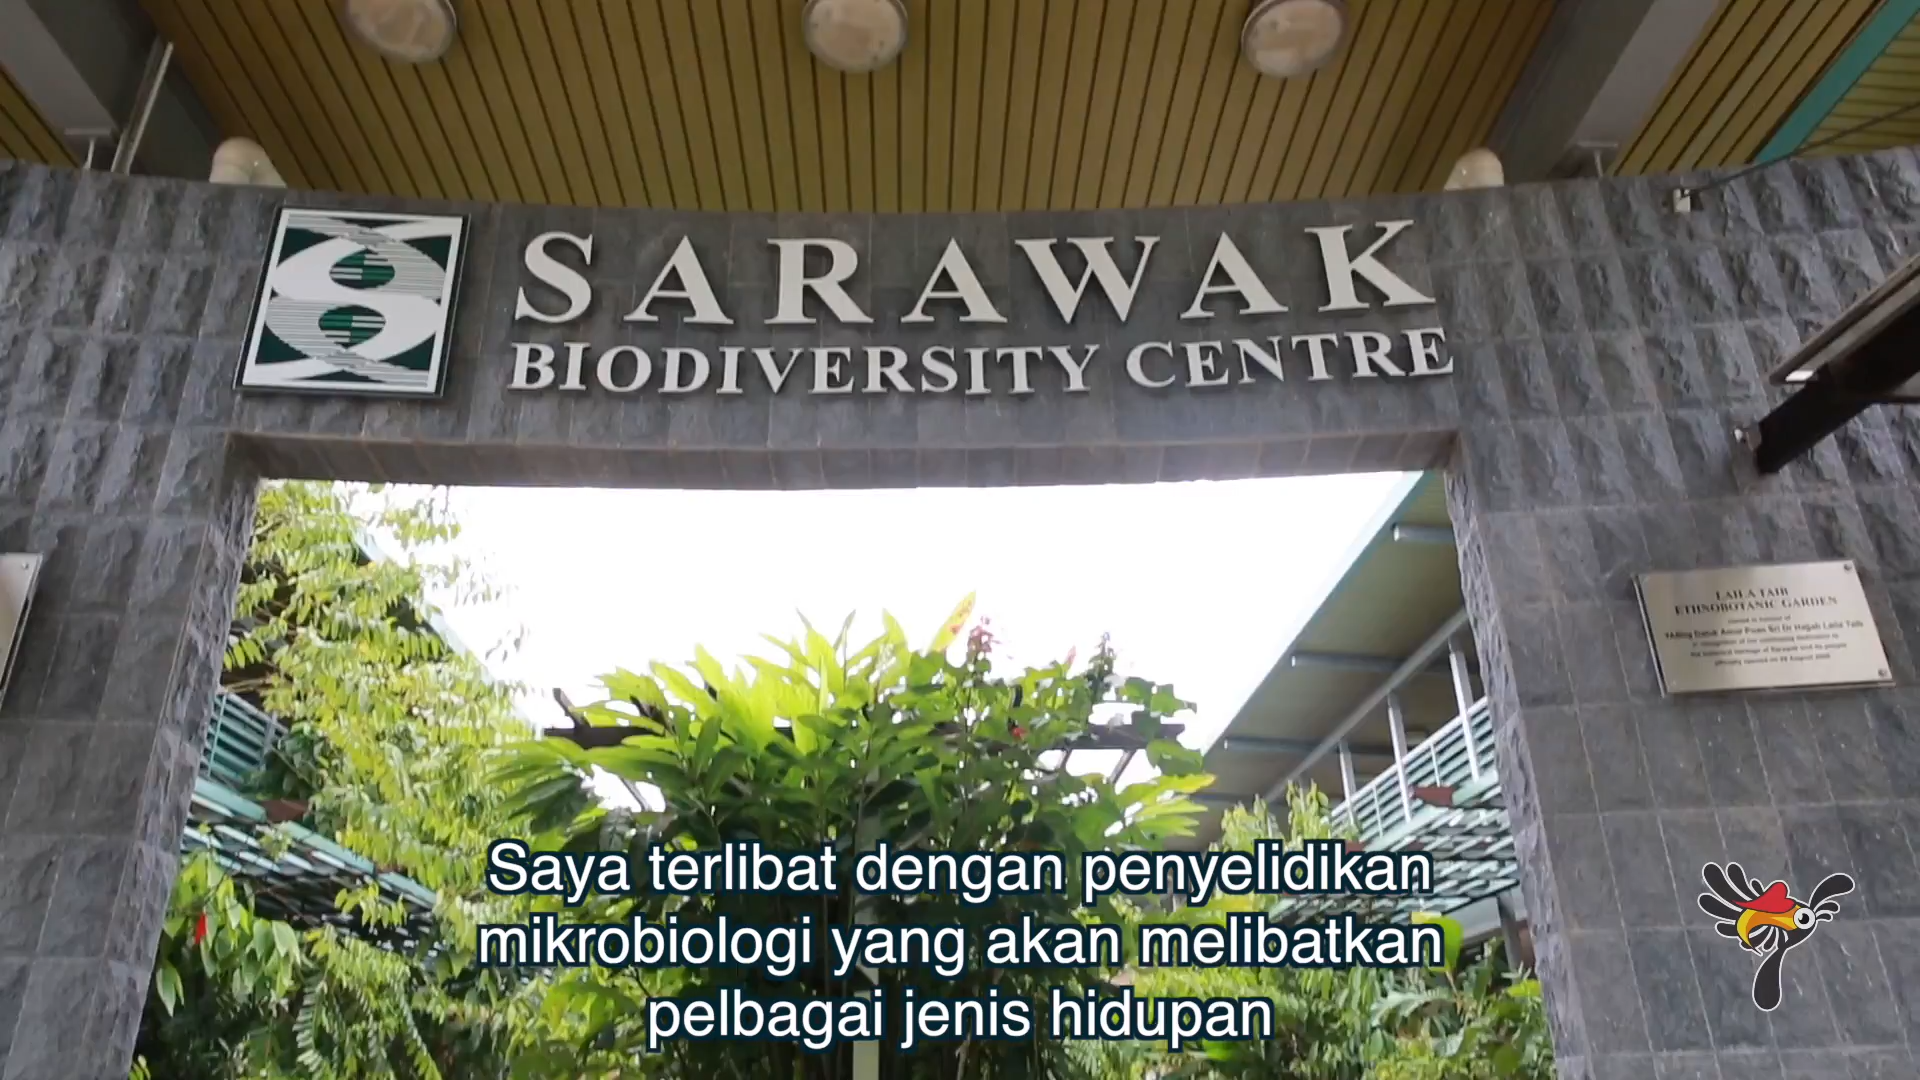 SARAWAK
BIODIVERSITY CENTRE
LAILA TAIB
ETHNOBOTANIC GARDEN
Saya terlibat dengan penyelidikan
mikrobiologi yang akan melibatkan
pelbagai jenis hidupan